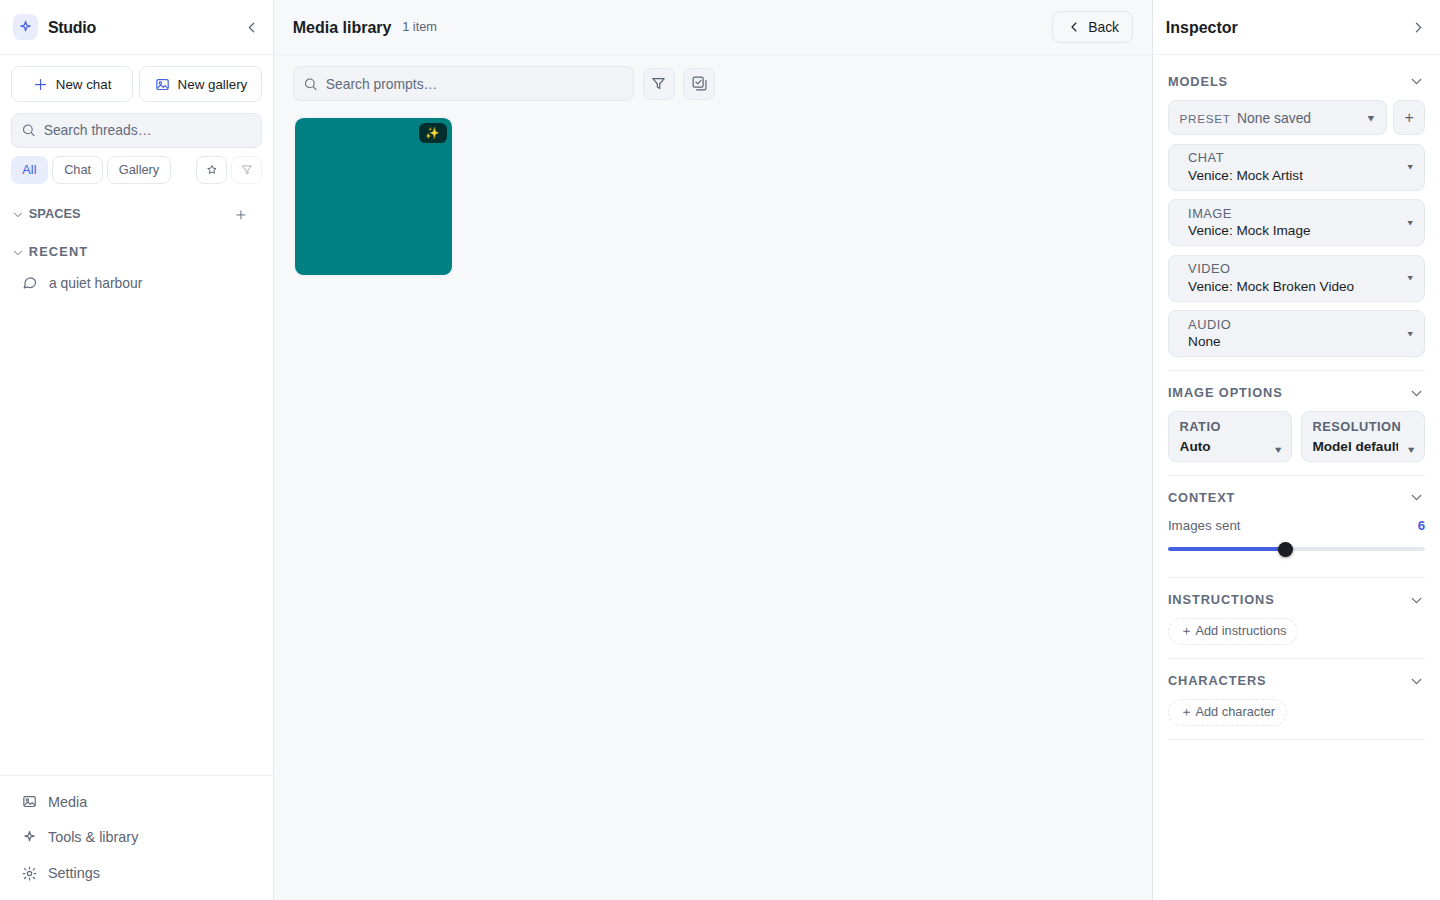 Studio
New chat
New gallery
Search threads…
All
Chat
Gallery
SPACES
RECENT
a quiet harbour
Media
Tools & library
Settings
Media library
1 item
Back
Search prompts…
Inspector
MODELS
PRESET None saved
CHAT
Venice: Mock Artist
IMAGE
Venice: Mock Image
VIDEO
Venice: Mock Broken Video
AUDIO
None
IMAGE OPTIONS
RATIO
Auto
RESOLUTION
Model default
CONTEXT
Images sent
6
INSTRUCTIONS
+ Add instructions
CHARACTERS
+ Add character